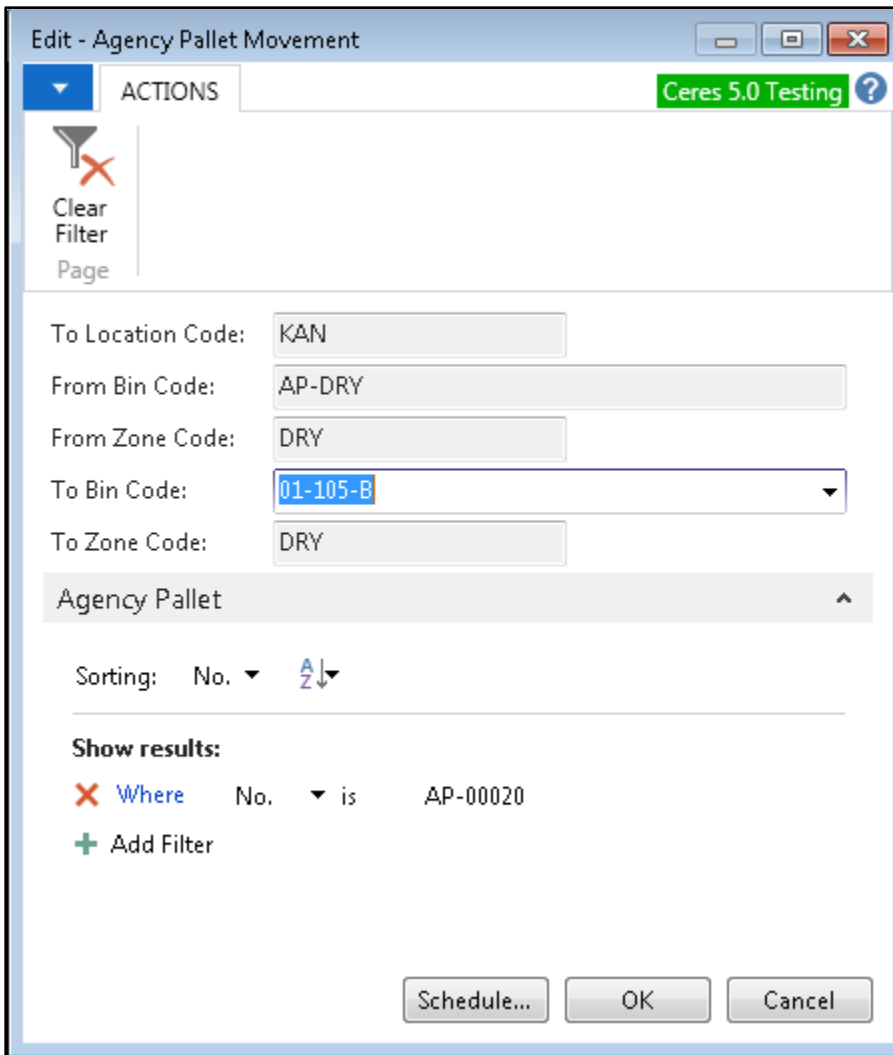 Edit - Agency Pallet Movement
ACTIONS
Ceres 5.0 Testing ?
Clear
Filter
Page
To Location Code: KAN
From Bin Code: AP-DRY
From Zone Code: DRY
To Bin Code: 01-105-B
To Zone Code: DRY
Agency Pallet
Sorting: No. AZ
Show results:
Where No. is AP-00020
Add Filter
Schedule... OK Cancel